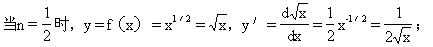 当n=1/2时，y=f（x）=x^{1/2}=√x，y′=d√x/dx=1/2 x^{-1/2}=1/(2√x)；